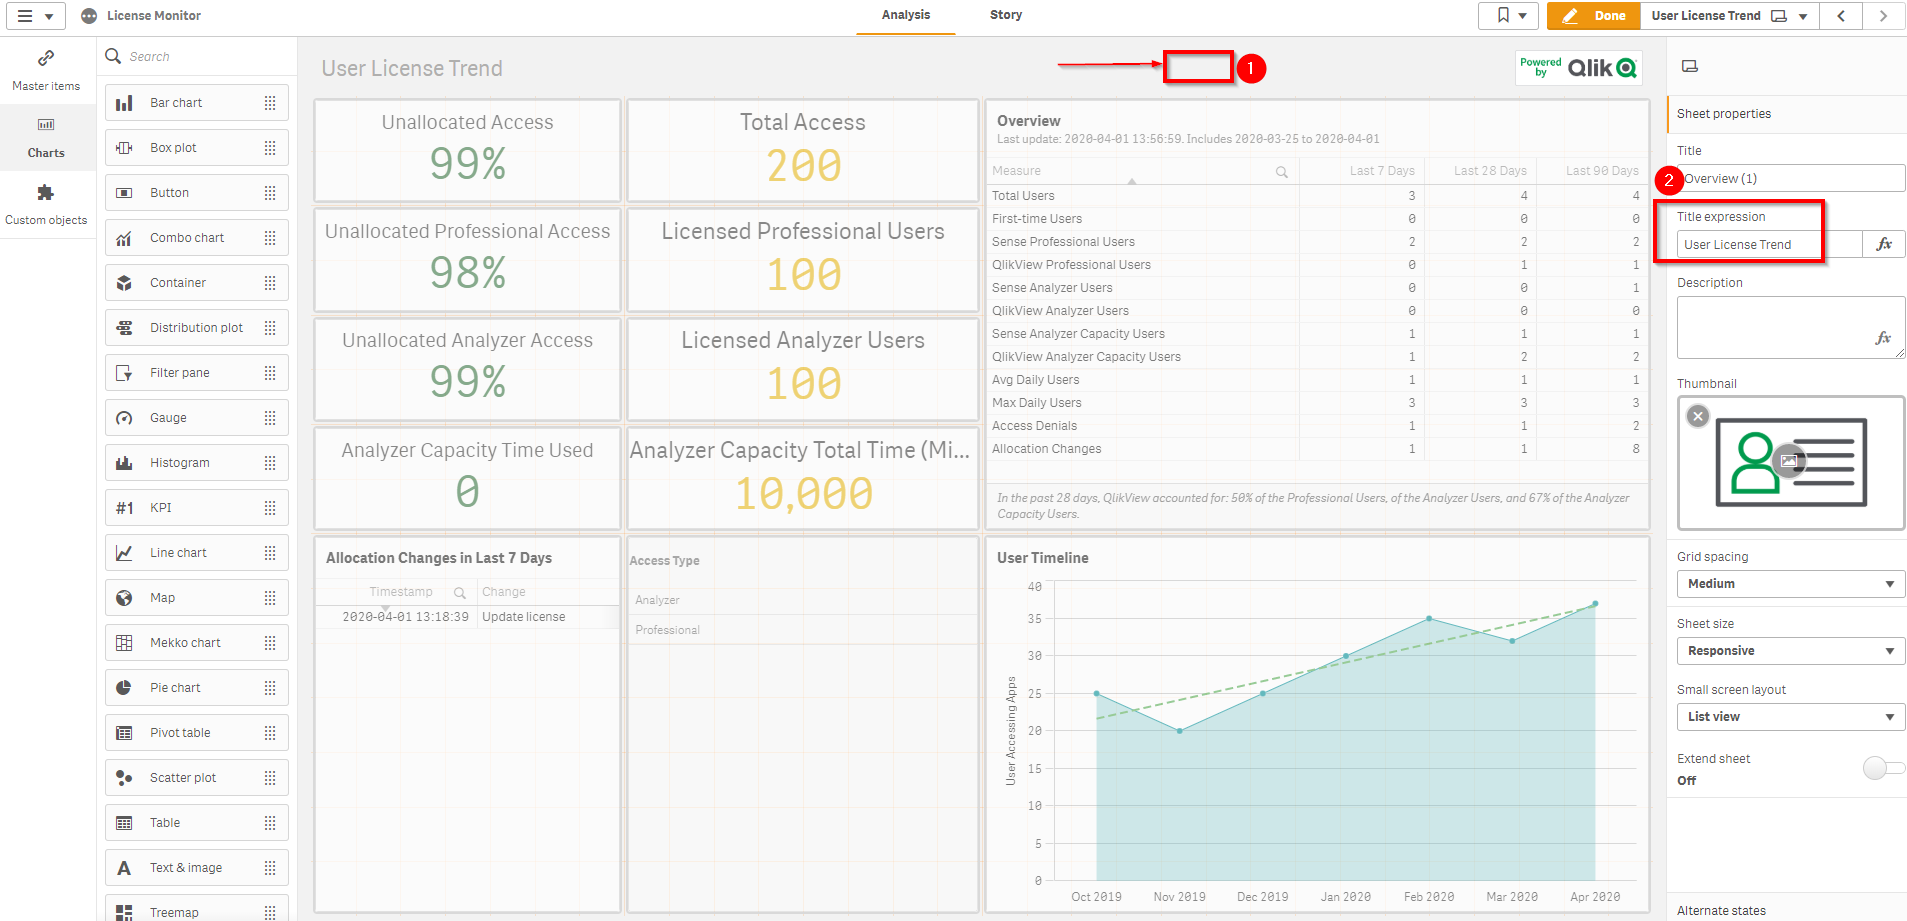 License Monitor
Analysis
Story
Done
User License Trend
Master items
Charts
Custom objects
Search
Bar chart
Box plot
Button
Combo chart
Container
Distribution plot
Filter pane
Gauge
Histogram
#1 KPI
Line chart
Map
Mekko chart
Pie chart
Pivot table
Scatter plot
Table
A Text & image
Treemap
User License Trend
1
Powered by Qlik
Unallocated Access
99%
Total Access
200
Unallocated Professional Access
98%
Licensed Professional Users
100
Unallocated Analyzer Access
99%
Licensed Analyzer Users
100
Analyzer Capacity Time Used
0
Analyzer Capacity Total Time (Mi...
10,000
Overview
Last update: 2020-04-01 13:56:59. Includes 2020-03-25 to 2020-04-01
Measure Last 7 Days Last 28 Days Last 90 Days
Total Users 3 4 4
First-time Users 0 0 0
Sense Professional Users 2 2 2
QlikView Professional Users 0 1 1
Sense Analyzer Users 0 0 1
QlikView Analyzer Users 0 0 0
Sense Analyzer Capacity Users 1 1 1
QlikView Analyzer Capacity Users 1 2 2
Avg Daily Users 1 1 1
Max Daily Users 3 3 3
Access Denials 1 1 2
Allocation Changes 1 1 8
In the past 28 days, QlikView accounted for: 50% of the Professional Users, of the Analyzer Users, and 67% of the Analyzer
Capacity Users.
Allocation Changes in Last 7 Days
Timestamp Change
2020-04-01 13:18:39 Update license
Access Type
Analyzer
Professional
User Timeline
User Accessing Apps
40
35
30
25
20
15
10
5
0
Oct 2019 Nov 2019 Dec 2019 Jan 2020 Feb 2020 Mar 2020 Apr 2020
Sheet properties
Title
2
Overview (1)
Title expression
User License Trend
fx
Description
fx
Thumbnail
Grid spacing
Medium
Sheet size
Responsive
Small screen layout
List view
Extend sheet
Off
Alternate states